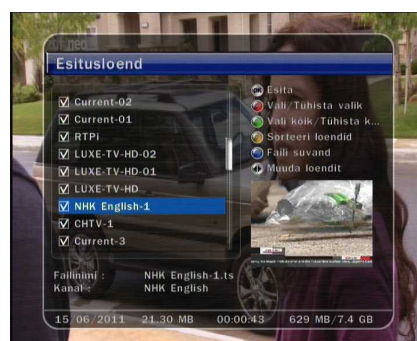 Esitusloend
Current-02
Current-01
RTPi
LUXE-TV-HD-02
LUXE-TV-HD-01
LUXE-TV-HD
NHK English-1
CHTV-1
Current-3
OK Esita
Vali/Tühista valik
Vali kõik/Tühista k...
Sorteeri loendid
Faili suvand
Muuda loendit
Failinimi : NHK English-1.ts
Kanal : NHK English
15/06/2011 21.30 MB 00:00:43 629 MB/7.4 GB